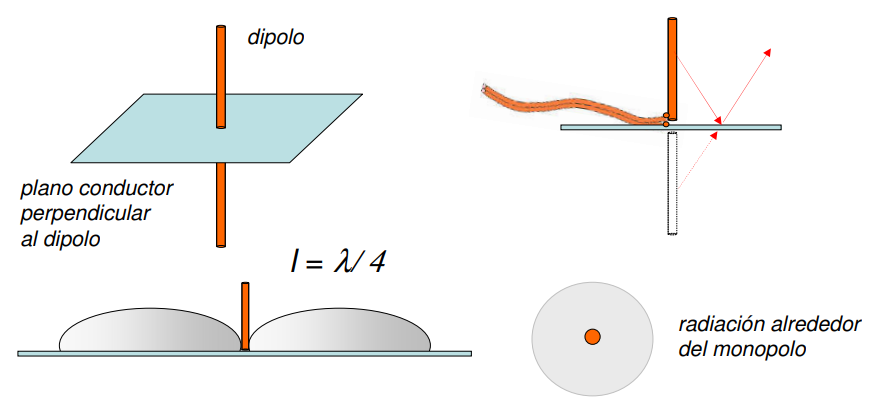 dipolo
plano conductor
perpendicular
al dipolo
l = λ/ 4
radiación alrededor
del monopolo